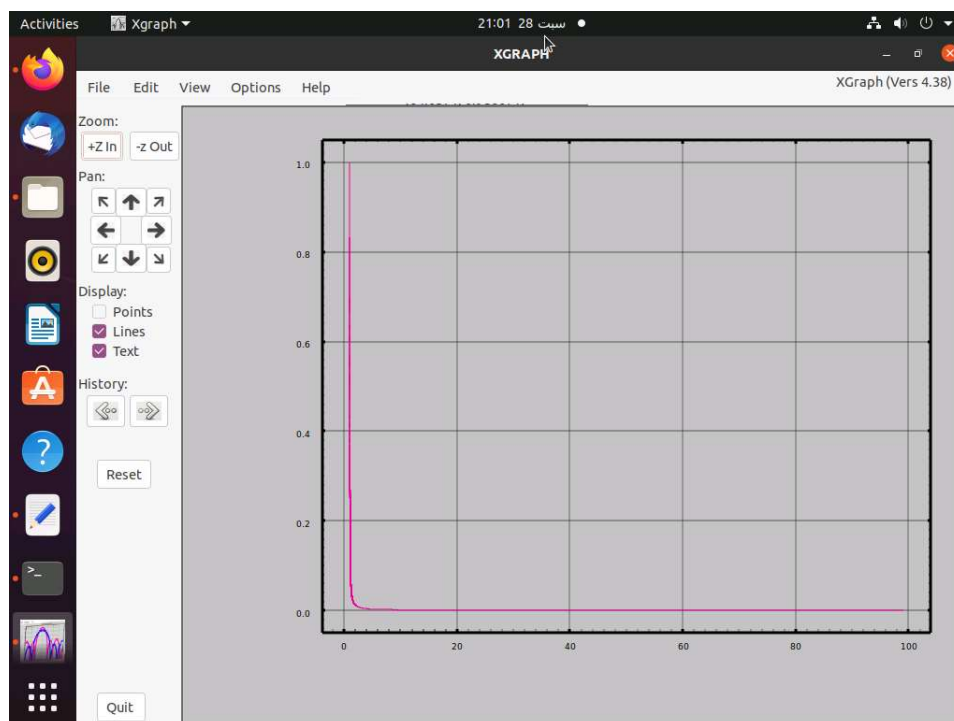 Activities Xgraph سبت 28 21:01
XGRAPH
File Edit View Options Help XGraph (Vers 4.38)
Zoom:
+Z In -z Out
Pan:
Display:
Points
Lines
Text
History:
Reset
Quit
1.0
0.8
0.6
0.4
0.2
0.0
0 20 40 60 80 100